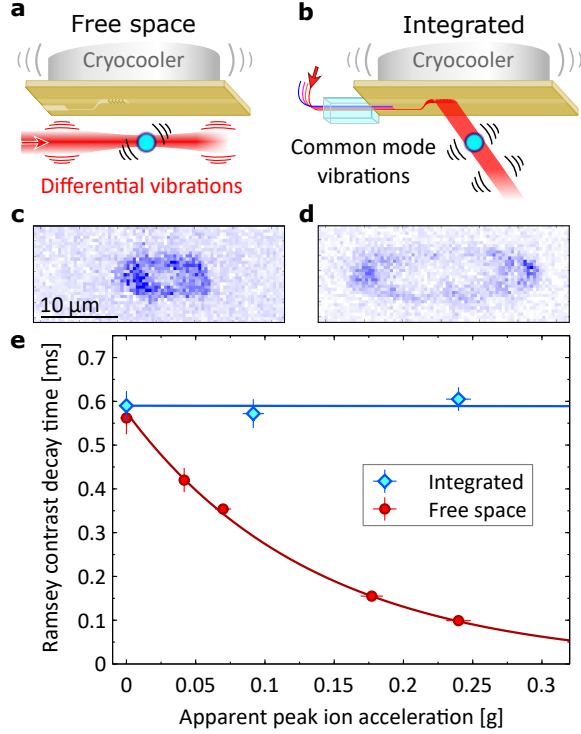 a
Free space
Cryocooler
Differential vibrations
b
Integrated
Cryocooler
Common mode
vibrations
c
10 μm
d
e
Ramsey contrast decay time [ms]
0.7
0.6
0.5
0.4
0.3
0.2
0.1
0
Integrated
Free space
0
0.05
0.1
0.15
0.2
0.25
0.3
Apparent peak ion acceleration [g]